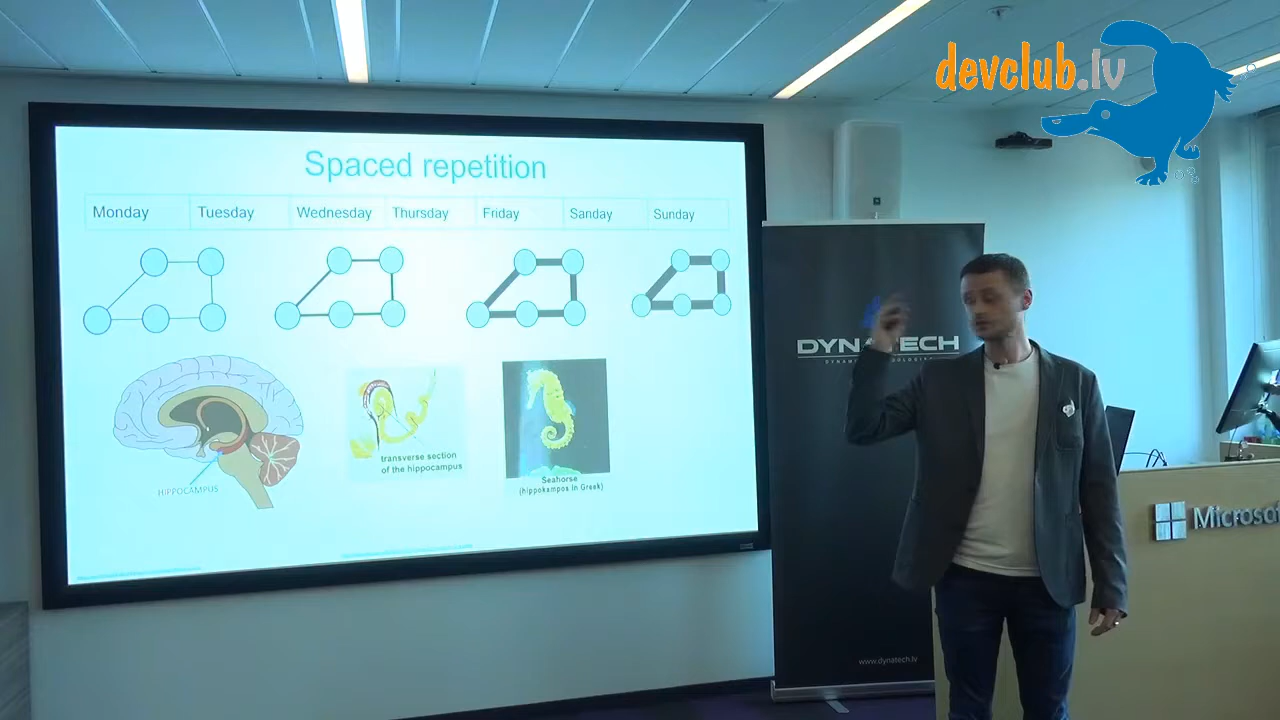 devclub.lv
Spaced repetition
Monday
Tuesday
Wednesday
Thursday
Friday
Sanday
Sunday
HIPPOCAMPUS
transverse section
of the hippocampus
Seahorse
(hippokampos in Greek)
DYNATECH
www.dynatech.lv
Microsoft